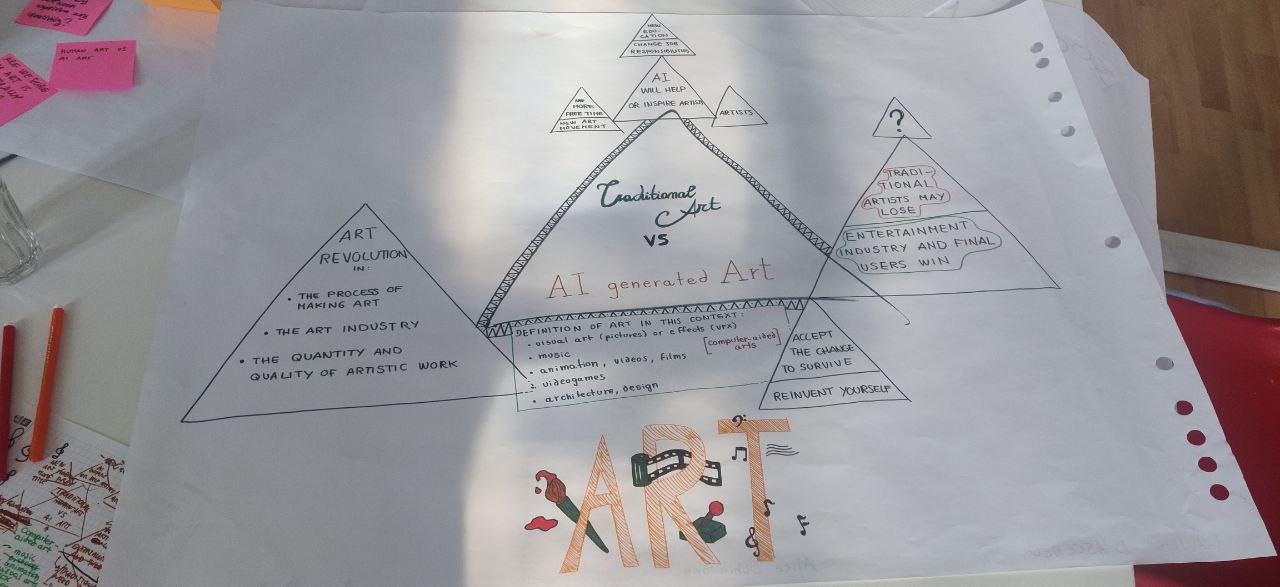 HUMAN ART VS
AI ART
NEW
EDU-
CATION
CHANGE JOB
RESPONSIBILITIES
AI
WILL HELP
OR INSPIRE ARTISTS
MORE
FREE TIME
NEW ART
MOVEMENT
ARTISTS
?
TRADI-
TIONAL
ARTISTS MAY
LOSE
ENTERTAINMENT
INDUSTRY AND FINAL
USERS WIN
Traditional
Art
VS
AI generated Art
ART
REVOLUTION
IN:
• THE PROCESS OF
MAKING ART
• THE ART INDUSTRY
• THE QUANTITY AND
QUALITY OF ARTISTIC WORK
DEFINITION OF ART IN THIS CONTEXT:
• visual art (pictures) or effects (VFX)
• music
[computer-aided
arts]
• animation, videos, films
• videogames
• architecture, design
ACCEPT
THE CHANGE
TO SURVIVE
REINVENT YOURSELF
ART